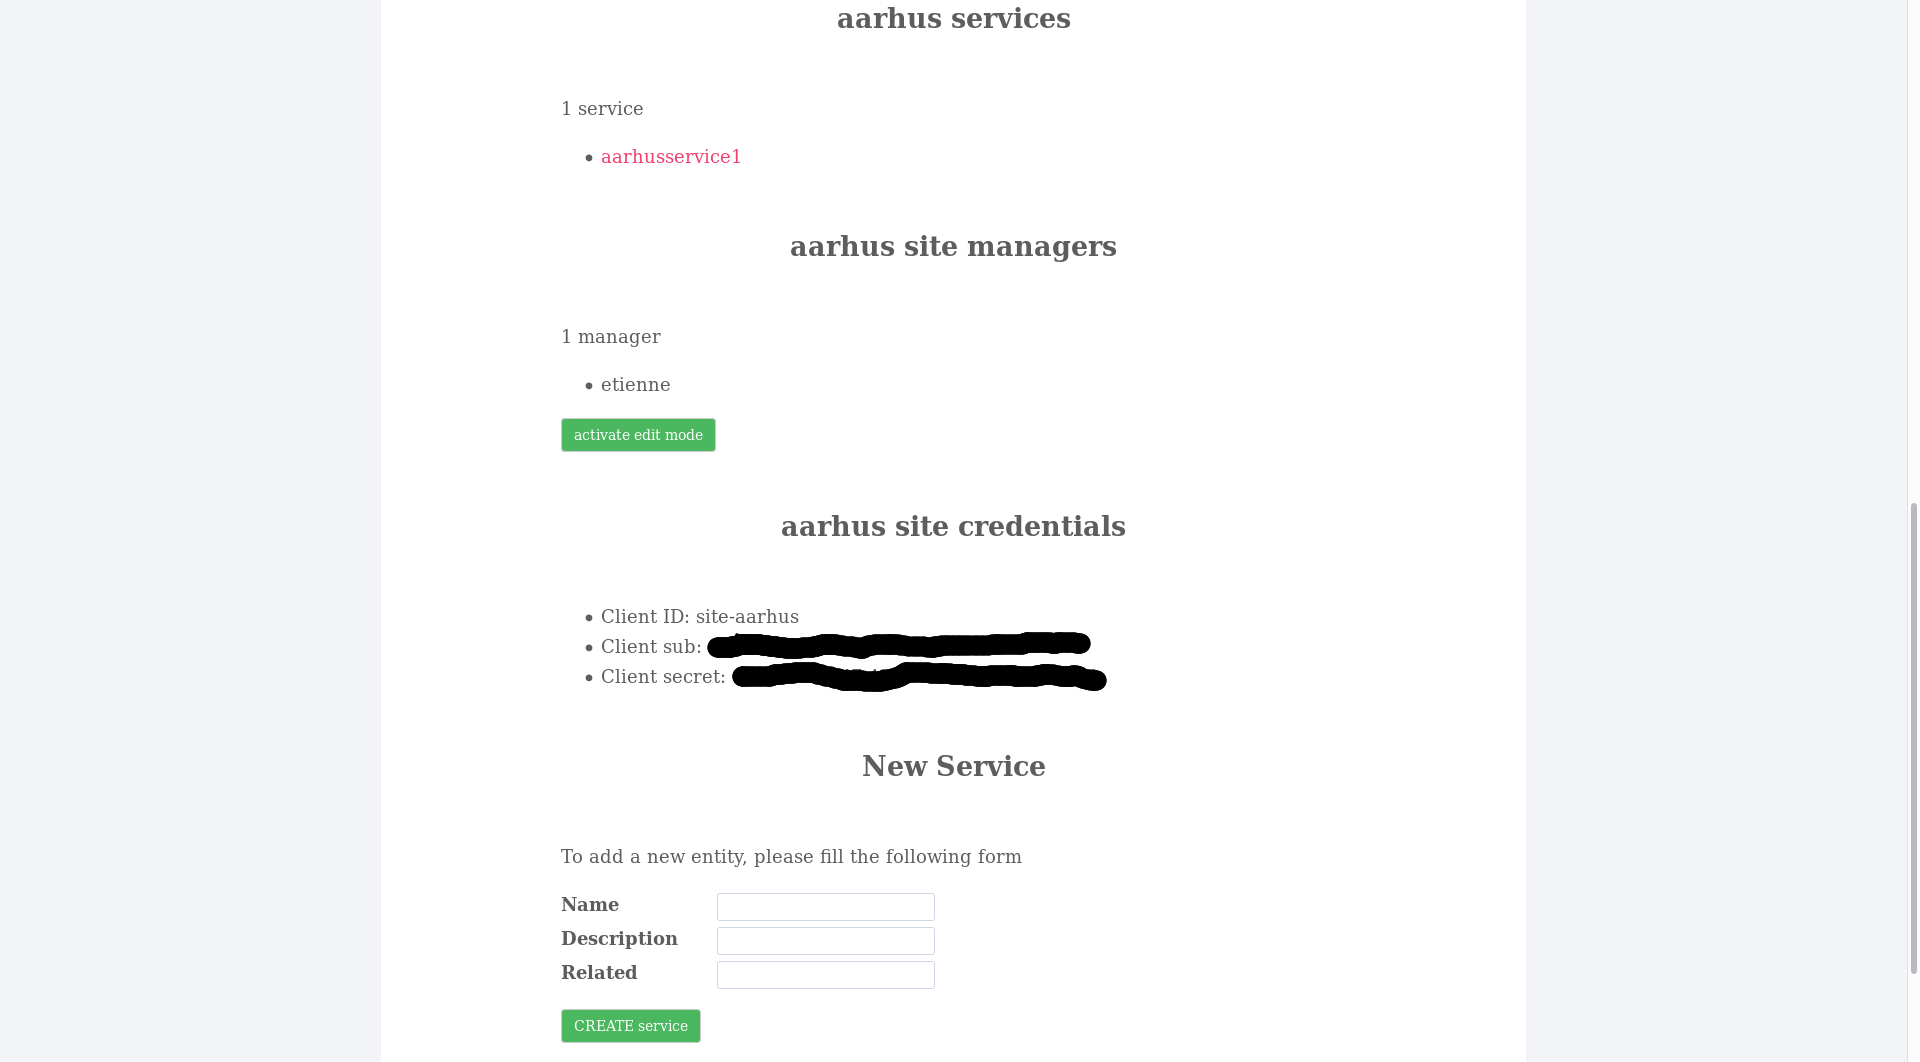 aarhus services
1 service
aarhusservice1
aarhus site managers
1 manager
etienne
activate edit mode
aarhus site credentials
Client ID: site-aarhus
Client sub:
Client secret:
New Service
To add a new entity, please fill the following form
Name
Description
Related
CREATE service